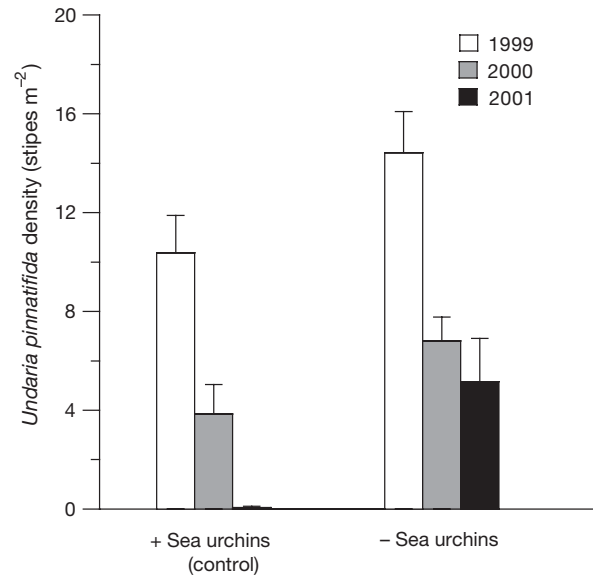 Undaria pinnatifida density (stipes m⁻²)
20
16
12
8
4
0
1999
2000
2001
+ Sea urchins
(control)
– Sea urchins